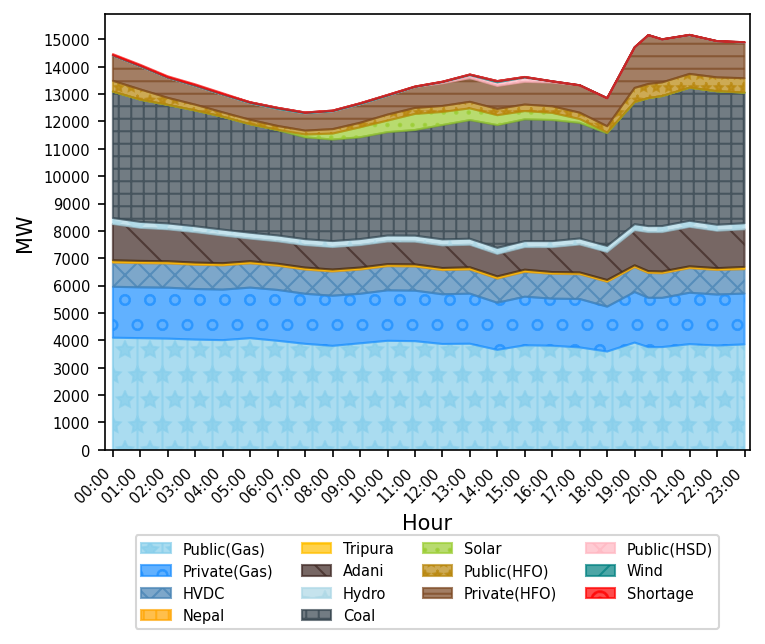 15000
14000
13000
12000
11000
10000
9000
8000
7000
6000
5000
4000
3000
2000
1000
0
MW
00:00 01:00 02:00 03:00 04:00 05:00 06:00 07:00 08:00 09:00 10:00 11:00 12:00 13:00 14:00 15:00 16:00 17:00 18:00 19:00 20:00 21:00 22:00 23:00
Hour
Public(Gas) Tripura Solar Public(HSD)
Private(Gas) Adani Public(HFO) Wind
HVDC Hydro Private(HFO) Shortage
Nepal Coal